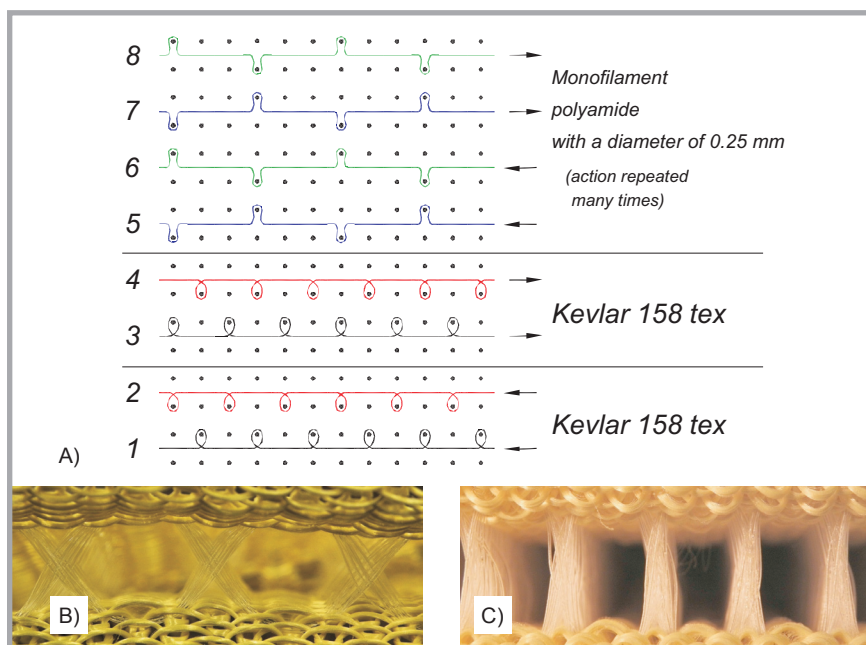 8
Monofilament
7
polyamide
with a diameter of 0.25 mm
6
(action repeated
many times)
5
4
Kevlar 158 tex
3
2
Kevlar 158 tex
1
A)
B)
C)